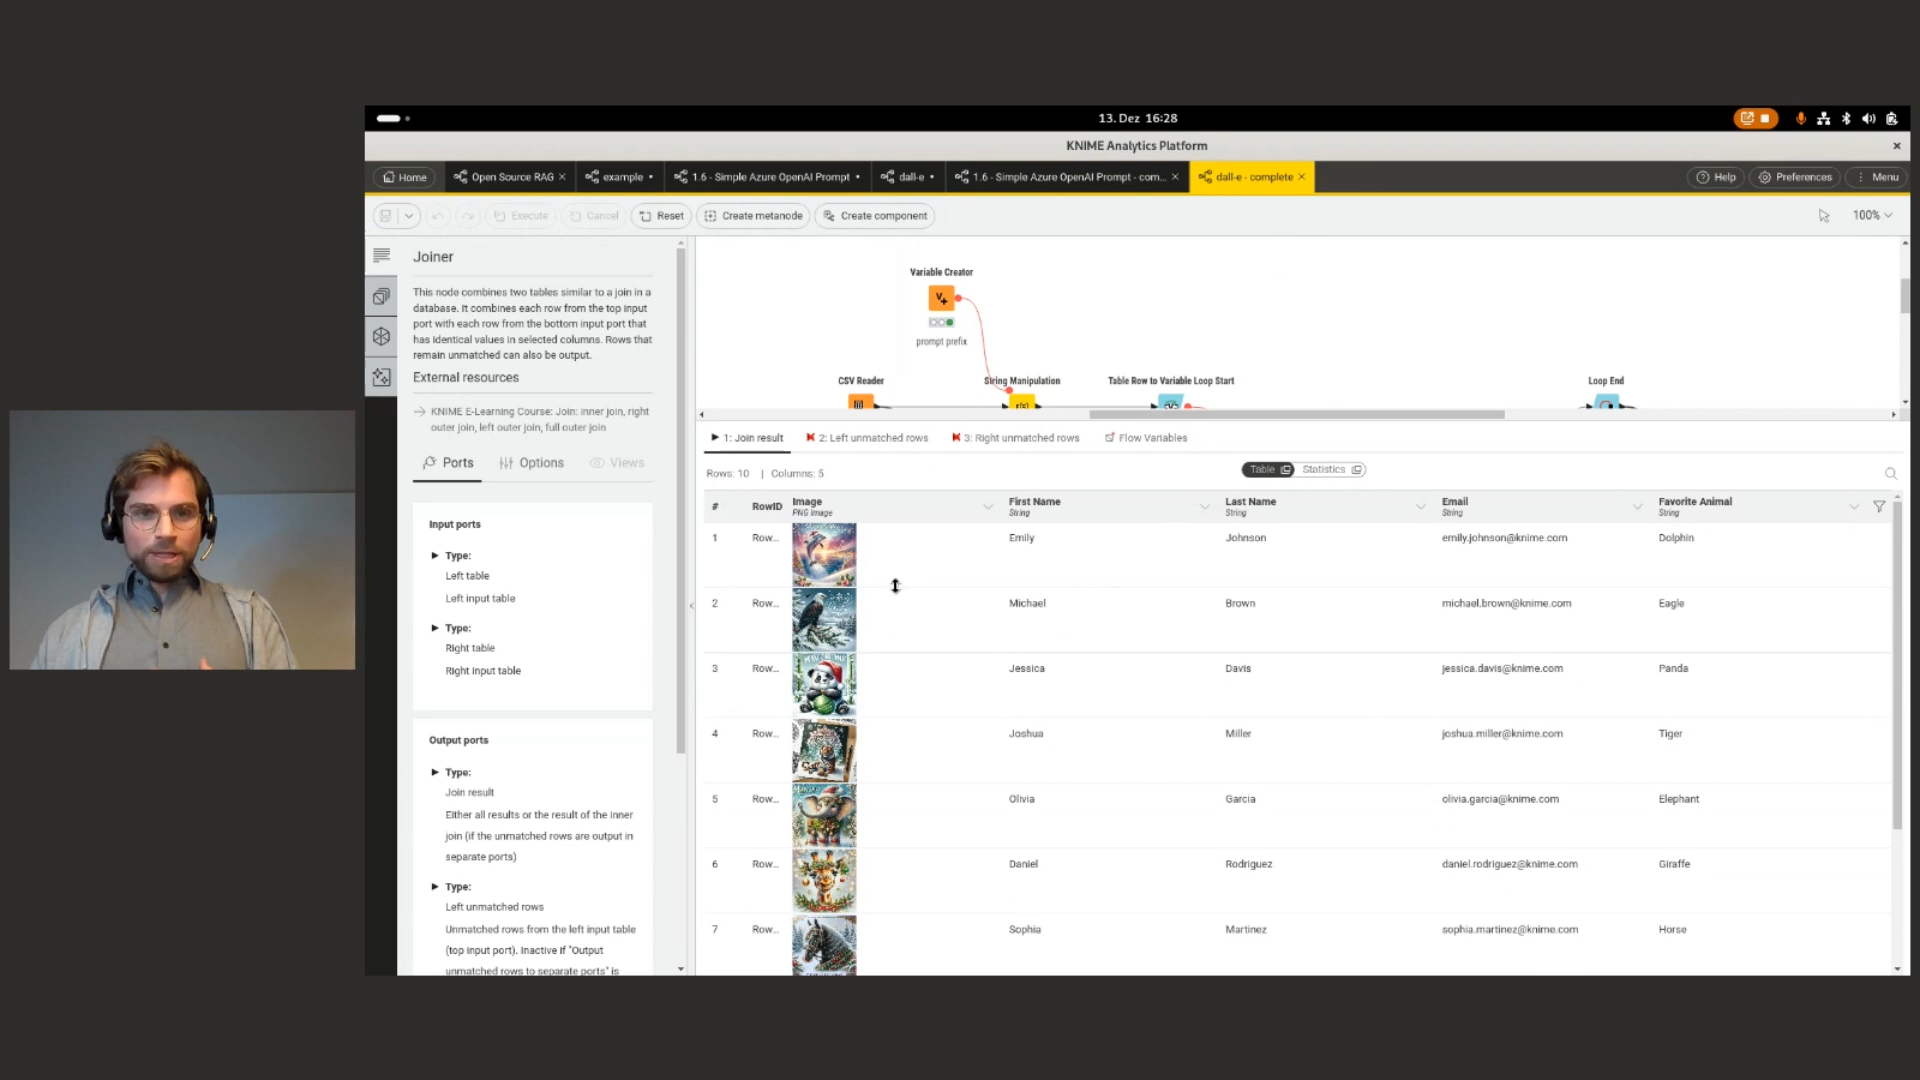 13. Dez 16:28
KNIME Analytics Platform
Home
Open Source RAG
example
1.6 - Simple Azure OpenAI Prompt
dall-e
1.6 - Simple Azure OpenAI Prompt - com...
dall-e - complete
Help
Preferences
Menu
Execute
Cancel
Reset
Create metanode
Create component
100%
Joiner
This node combines two tables similar to a join in a
database. It combines each row from the top input
port with each row from the bottom input port that
has identical values in selected columns. Rows that
remain unmatched can also be output.
External resources
KNIME E-Learning Course: Join: inner join, right
outer join, left outer join, full outer join
Ports
Options
Views
Input ports
Type:
Left table
Left input table
Type:
Right table
Right input table
Output ports
Type:
Join result
Either all results or the result of the inner
join (if the unmatched rows are output in
separate ports)
Type:
Left unmatched rows
Unmatched rows from the left input table
(top input port). Inactive if "Output
unmatched rows to separate ports" is
Variable Creator
prompt prefix
CSV Reader
String Manipulation
Table Row to Variable Loop Start
Loop End
1: Join result
2: Left unmatched rows
3: Right unmatched rows
Flow Variables
Rows: 10 | Columns: 5
Table
Statistics
# RowID Image First Name Last Name Email Favorite Animal
PNG Image String String String String
1 Row... Emily Johnson emily.johnson@knime.com Dolphin
2 Row... Michael Brown michael.brown@knime.com Eagle
3 Row... Jessica Davis jessica.davis@knime.com Panda
4 Row... Joshua Miller joshua.miller@knime.com Tiger
5 Row... Olivia Garcia olivia.garcia@knime.com Elephant
6 Row... Daniel Rodriguez daniel.rodriguez@knime.com Giraffe
7 Row... Sophia Martinez sophia.martinez@knime.com Horse